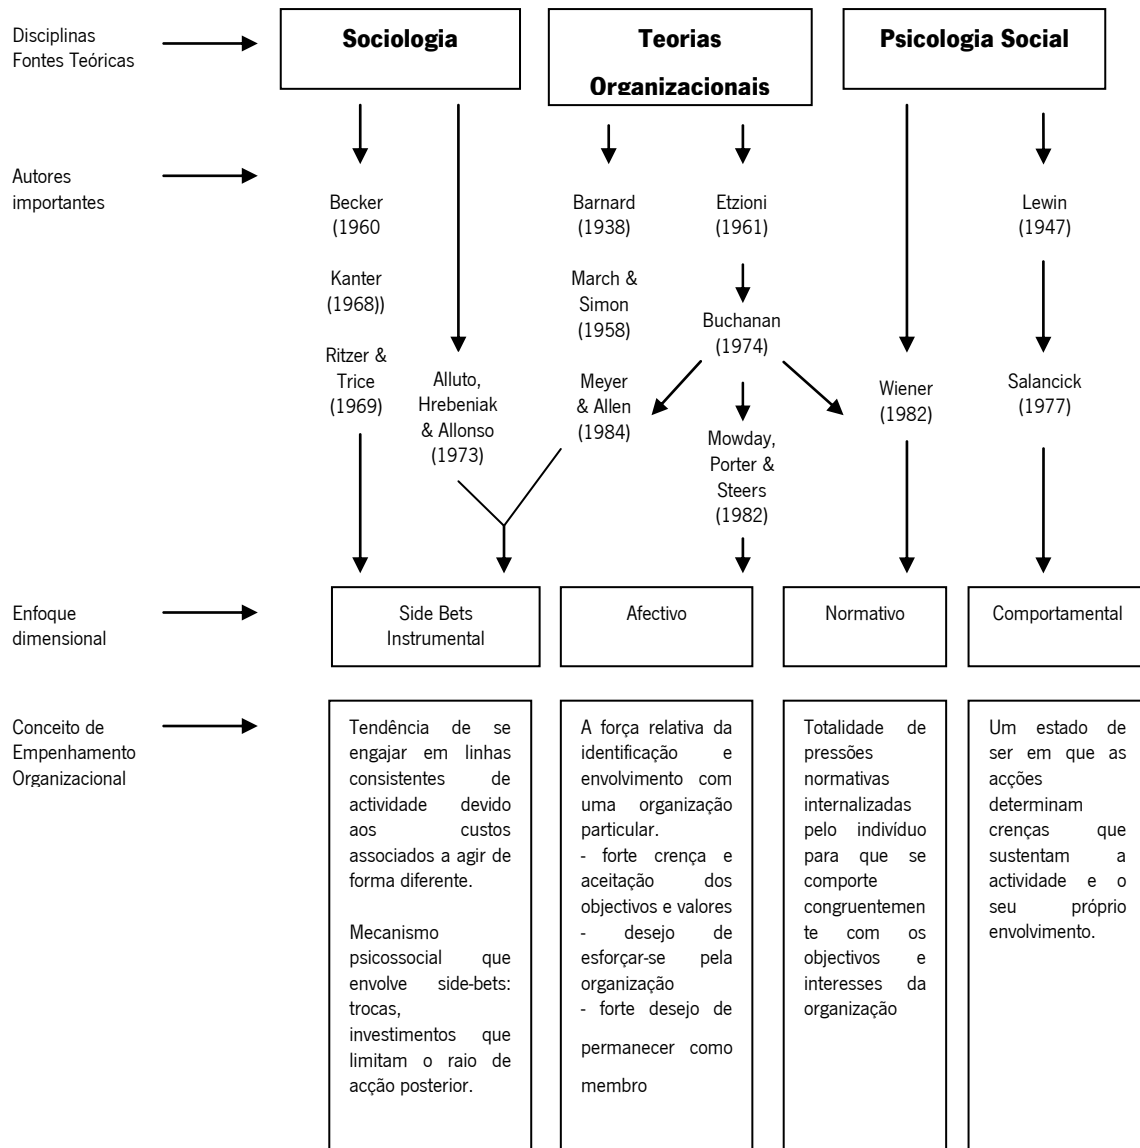 Disciplinas
Fontes Teóricas
Sociologia
Teorias
Organizacionais
Psicologia Social
Autores
importantes
Becker
(1960
Kanter
(1968))
Ritzer &
Trice
(1969)
Alluto,
Hrebeniak
& Allonso
(1973)
Barnard
(1938)
March &
Simon
(1958)
Meyer
& Allen
(1984)
Etzioni
(1961)
Buchanan
(1974)
Mowday,
Porter &
Steers
(1982)
Wiener
(1982)
Lewin
(1947)
Salancick
(1977)
Enfoque
dimensional
Side Bets
Instrumental
Afectivo
Normativo
Comportamental
Conceito de
Empenhamento
Organizacional
Tendência de se
engajar em linhas
consistentes de
actividade devido
aos custos
associados a agir de
forma diferente.
Mecanismo
psicossocial que
envolve side-bets:
trocas,
investimentos que
limitam o raio de
acção posterior.
A força relativa da
identificação e
envolvimento com
uma organização
particular.
- forte crença e
aceitação dos
objectivos e valores
- desejo de
esforçar-se pela
organização
- forte desejo de
permanecer como
membro
Totalidade de
pressões
normativas
internalizadas
pelo indivíduo
para que se
comporte
congruentemen
te com os
objectivos e
interesses da
organização
Um estado de
ser em que as
acções
determinam
crenças que
sustentam a
actividade e o
seu próprio
envolvimento.